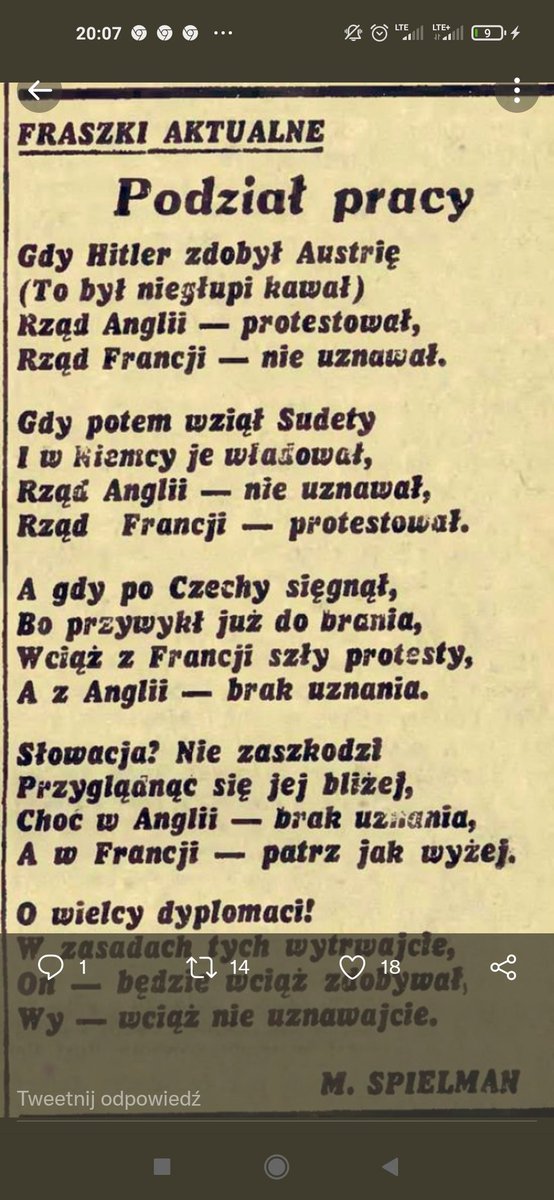 20:07 ... LTE LTE+ 9
FRASZKI AKTUALNE
Podział pracy
Gdy Hitler zdobył Austrię
(To był niegłupi kawał)
Rząd Anglii — protestował,
Rząd Francji — nie uznawał.
Gdy potem wziął Sudety
I w Niemcy je władował,
Rząd Anglii — nie uznawał,
Rząd Francji — protestował.
A gdy po Czechy sięgnął,
Bo przywykł już do brania,
Wciąż z Francji szły protesty,
A z Anglii — brak uznania.
Słowacja? Nie zaszkodzi
Przyglądnąć się jej bliżej,
Choć w Anglii — brak uznania,
A w Francji — patrz jak wyżej.
O wielcy dyplomaci!
W zasadach tych wytrwajcie,
1 14 18
On — będzie wciąż zdobywał,
Wy — wciąż nie uznawajcie.
M. SPIELMAN
Tweetnij odpowiedź